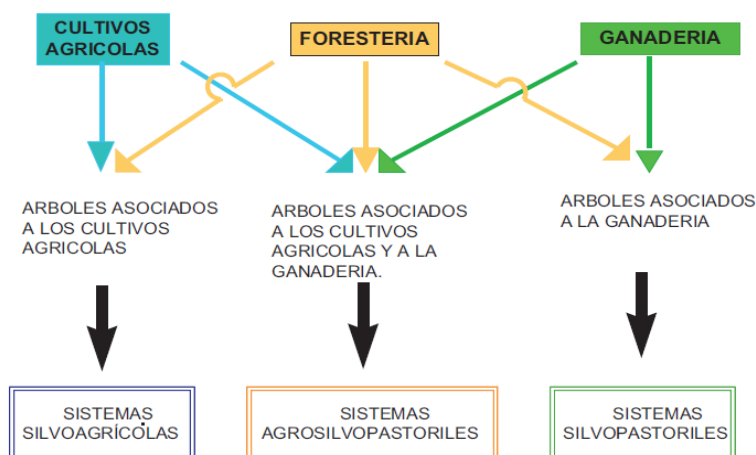 CULTIVOS
AGRICOLAS
FORESTERIA
GANADERIA
ARBOLES ASOCIADOS
A LOS CULTIVOS
AGRICOLAS
ARBOLES ASOCIADOS
A LOS CULTIVOS
AGRICOLAS Y A LA
GANADERIA.
ARBOLES ASOCIADOS
A LA GANADERIA
SISTEMAS
SILVOAGRÍCOLAS
SISTEMAS
AGROSILVOPASTORILES
SISTEMAS
SILVOPASTORILES